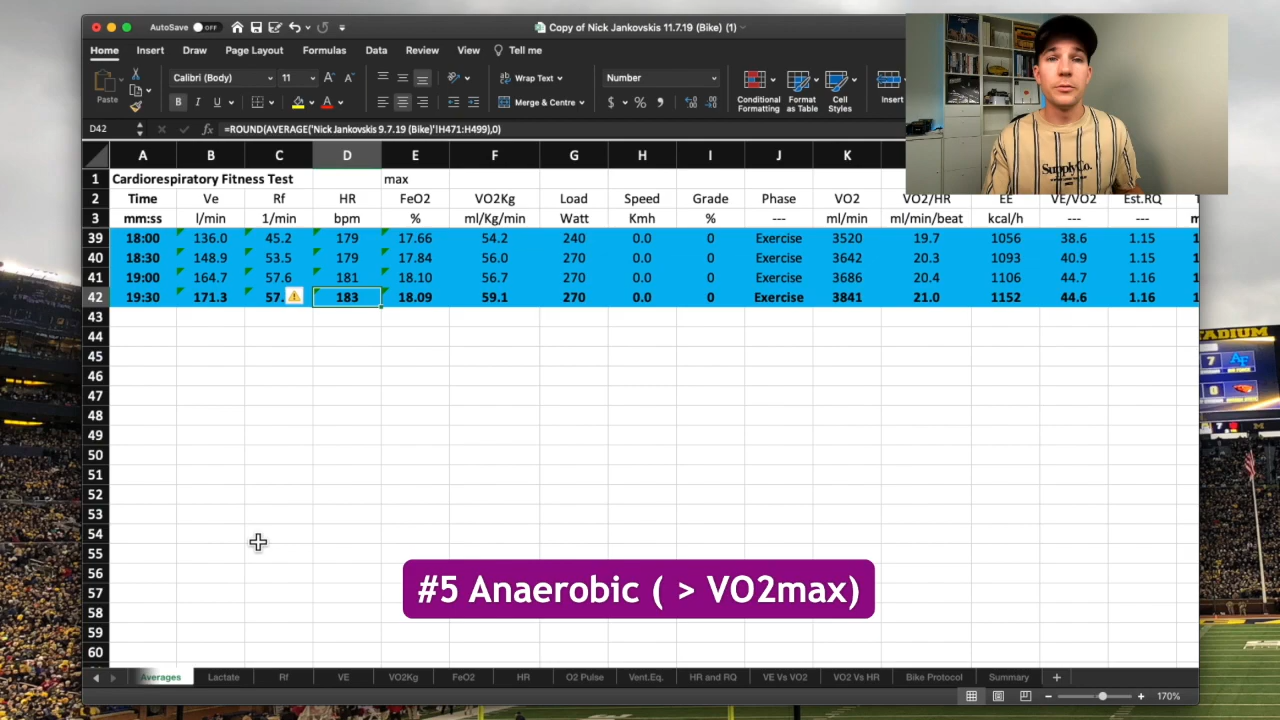 AutoSave OFF
Copy of Nick Jankovskis 11.7.19 (Bike) (1)
Home Insert Draw Page Layout Formulas Data Review View Tell me
Paste
Calibri (Body) 11
B I U
Wrap Text
Merge & Centre
Number
$ % ,
Conditional Formatting
Format as Table
Cell Styles
Insert
D42 fx =ROUND(AVERAGE('Nick Jankovskis 9.7.19 (Bike)'!H471:H499),0)
A B C D E F G H I J K
1 Cardiorespiratory Fitness Test max
2 Time Ve Rf HR FeO2 VO2Kg Load Speed Grade Phase VO2 VO2/HR EE VE/VO2 Est.RQ
3 mm:ss l/min 1/min bpm % ml/Kg/min Watt Kmh % --- ml/min ml/min/beat kcal/h --- ---
39 18:00 136.0 45.2 179 17.66 54.2 240 0.0 0 Exercise 3520 19.7 1056 38.6 1.15
40 18:30 148.9 53.5 179 17.84 56.0 270 0.0 0 Exercise 3642 20.3 1093 40.9 1.15
41 19:00 164.7 57.6 181 18.10 56.7 270 0.0 0 Exercise 3686 20.4 1106 44.7 1.16
42 19:30 171.3 57. 183 18.09 59.1 270 0.0 0 Exercise 3841 21.0 1152 44.6 1.16
43
44
45
46
47
48
49
50
51
52
53
54
55
56
57
58
59
60
#5 Anaerobic ( > VO2max)
Averages Lactate Rf VE VO2Kg FeO2 HR O2 Pulse Vent.Eq. HR and RQ VE Vs VO2 VO2 Vs HR Bike Protocol Summary +
170%
SupplyCo.
STADIUM
7
AF
0